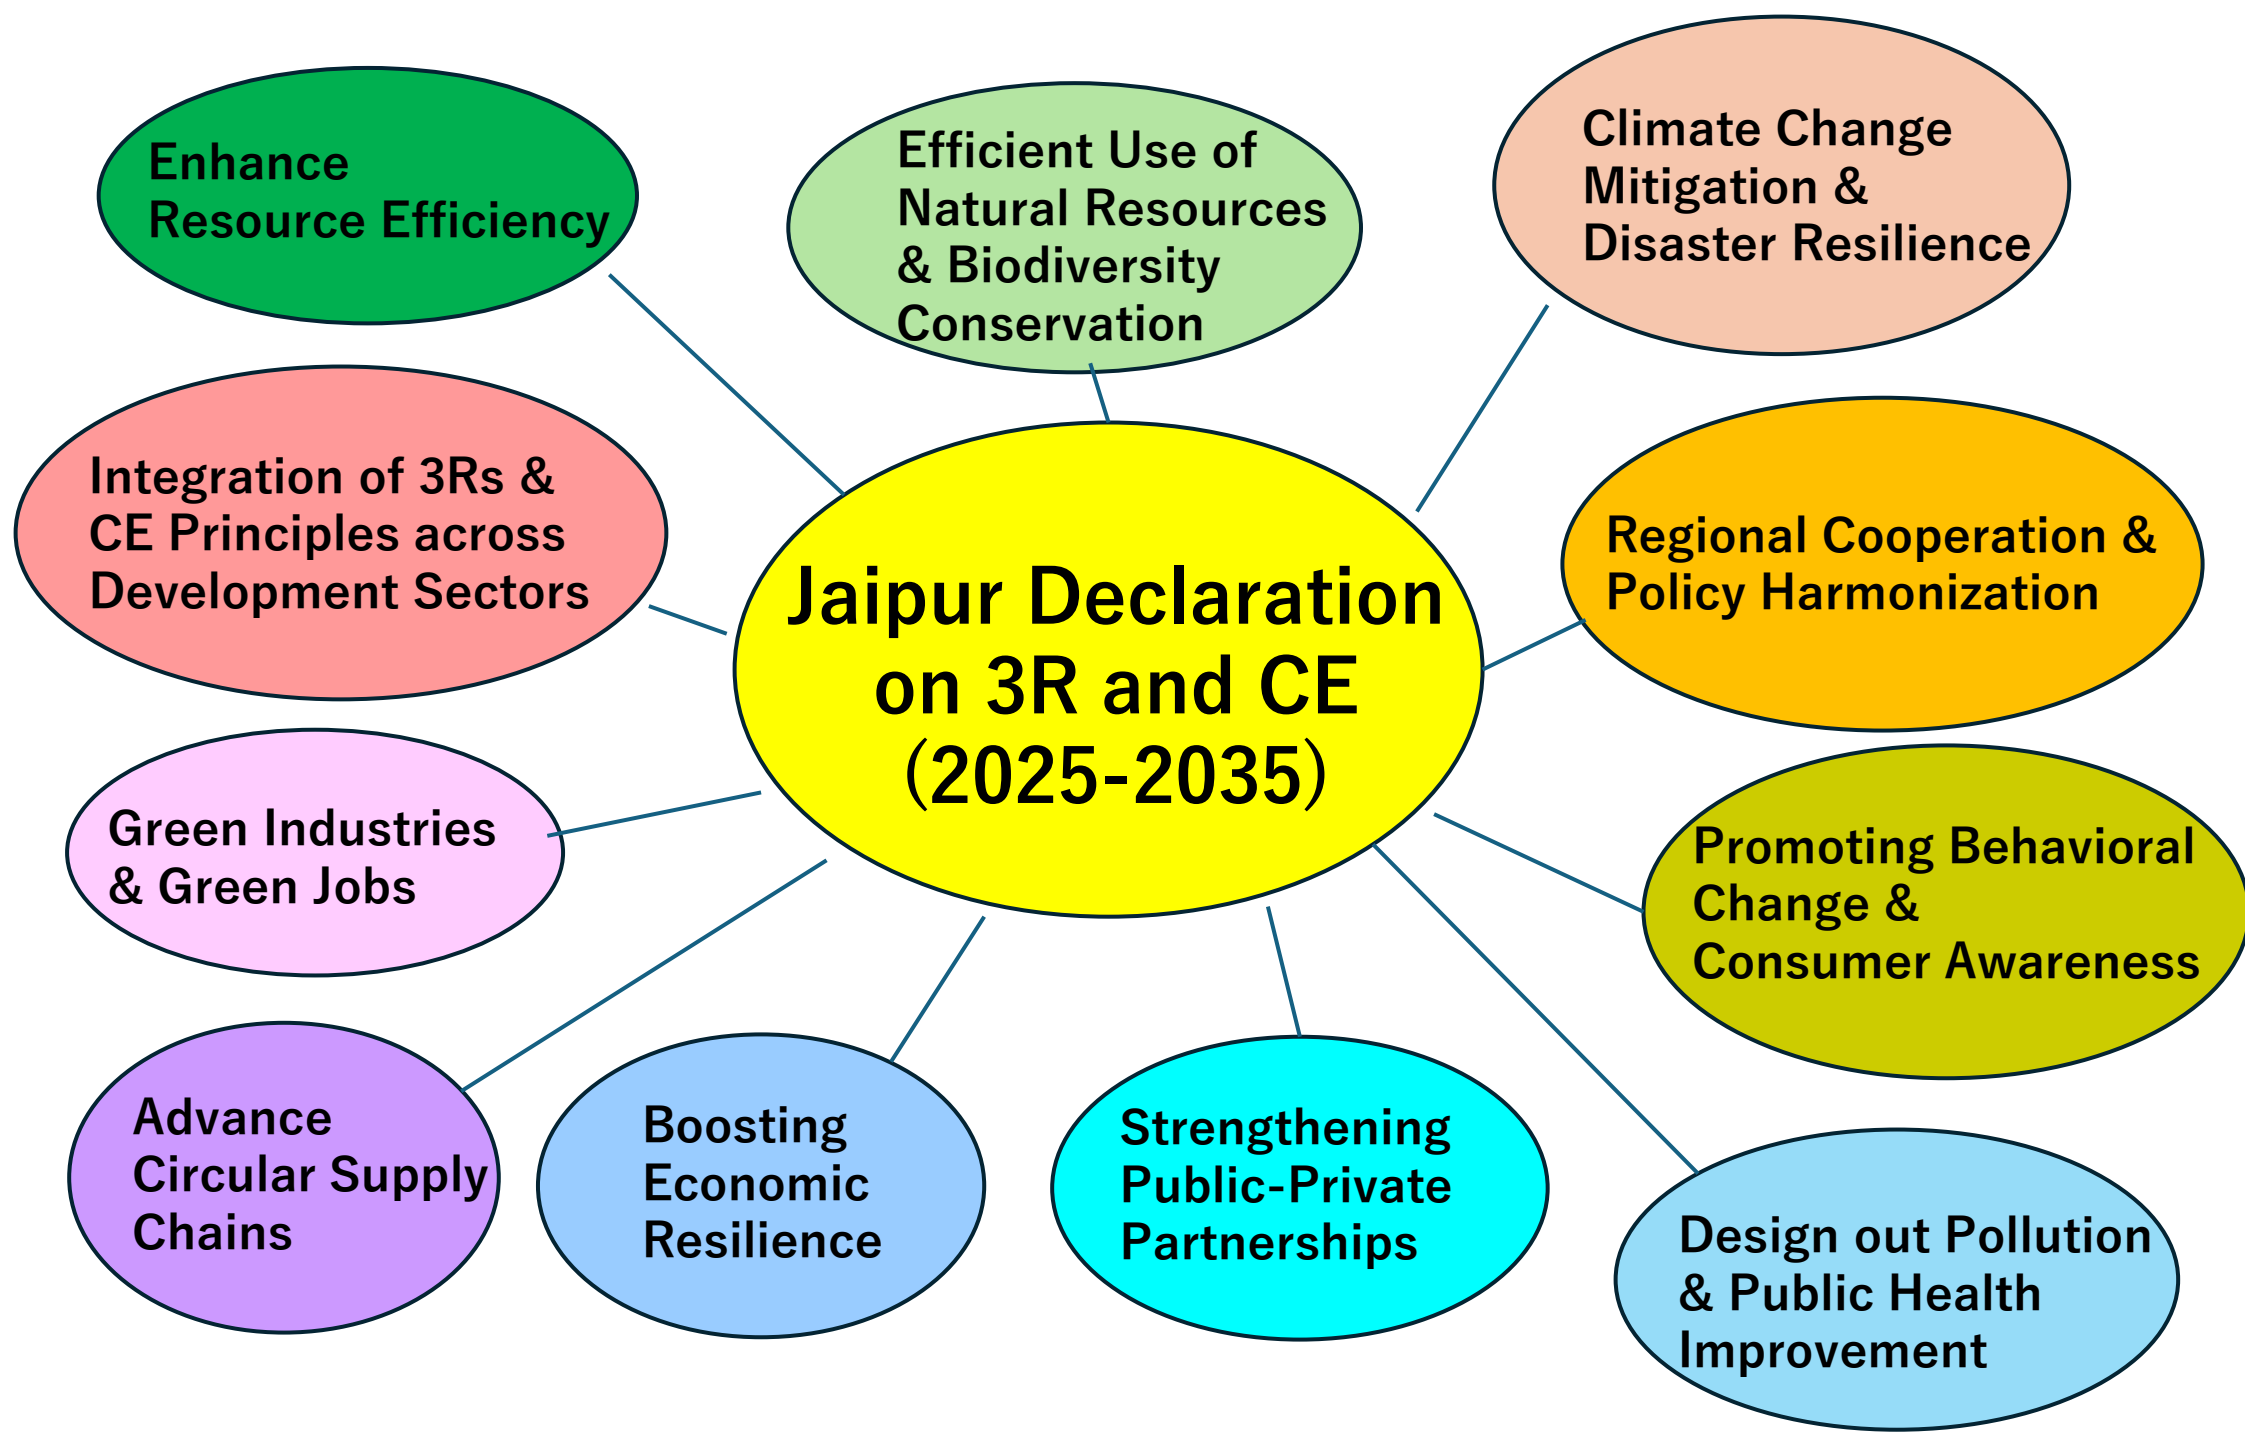 Enhance
Resource Efficiency
Efficient Use of
Natural Resources
& Biodiversity
Conservation
Climate Change
Mitigation &
Disaster Resilience
Integration of 3Rs &
CE Principles across
Development Sectors
Jaipur Declaration
on 3R and CE
(2025-2035)
Regional Cooperation &
Policy Harmonization
Green Industries
& Green Jobs
Promoting Behavioral
Change &
Consumer Awareness
Advance
Circular Supply
Chains
Boosting
Economic
Resilience
Strengthening
Public-Private
Partnerships
Design out Pollution
& Public Health
Improvement